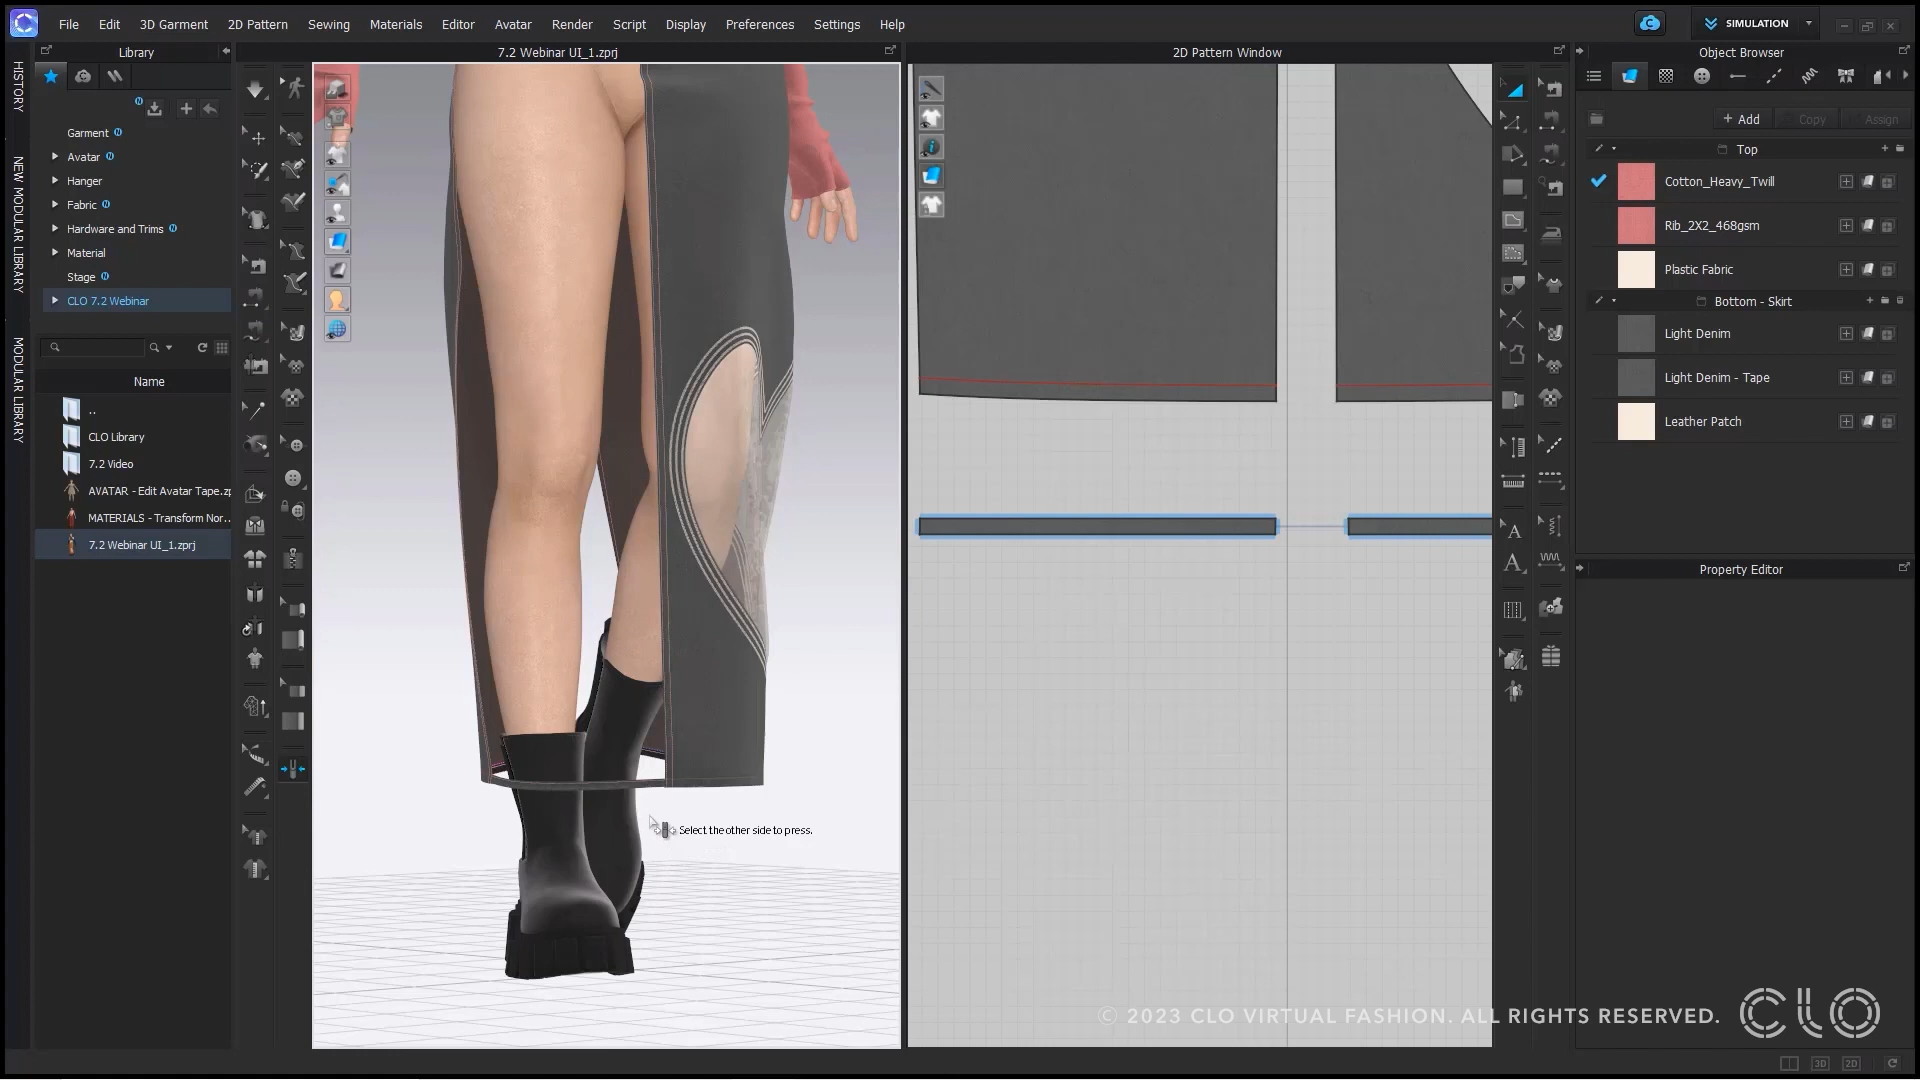 File Edit 3D Garment 2D Pattern Sewing Materials Editor Avatar Render Script Display Preferences Settings Help
SIMULATION
Library
7.2 Webinar UI_1.zprj
2D Pattern Window
Object Browser
HISTORY
NEW MODULAR LIBRARY
MODULAR LIBRARY
Garment N
Avatar N
Hanger
Fabric N
Hardware and Trims N
Material
Stage N
CLO 7.2 Webinar
Name
..
CLO Library
7.2 Video
AVATAR - Edit Avatar Tape.zp
MATERIALS - Transform Nor...
7.2 Webinar UI_1.zprj
Select the other side to press.
+ Add Copy Assign
Top
Cotton_Heavy_Twill
Rib_2X2_468gsm
Plastic Fabric
Bottom - Skirt
Light Denim
Light Denim - Tape
Leather Patch
Property Editor
© 2023 CLO VIRTUAL FASHION. ALL RIGHTS RESERVED.
CLO
3D 2D